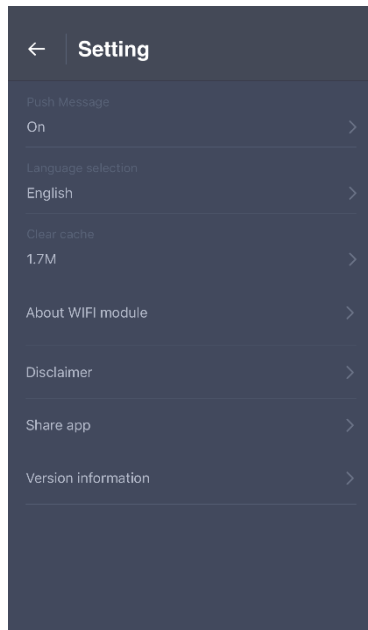 Setting
Push Message
On
Language selection
English
Clear cache
1.7M
About WIFI module
Disclaimer
Share app
Version information